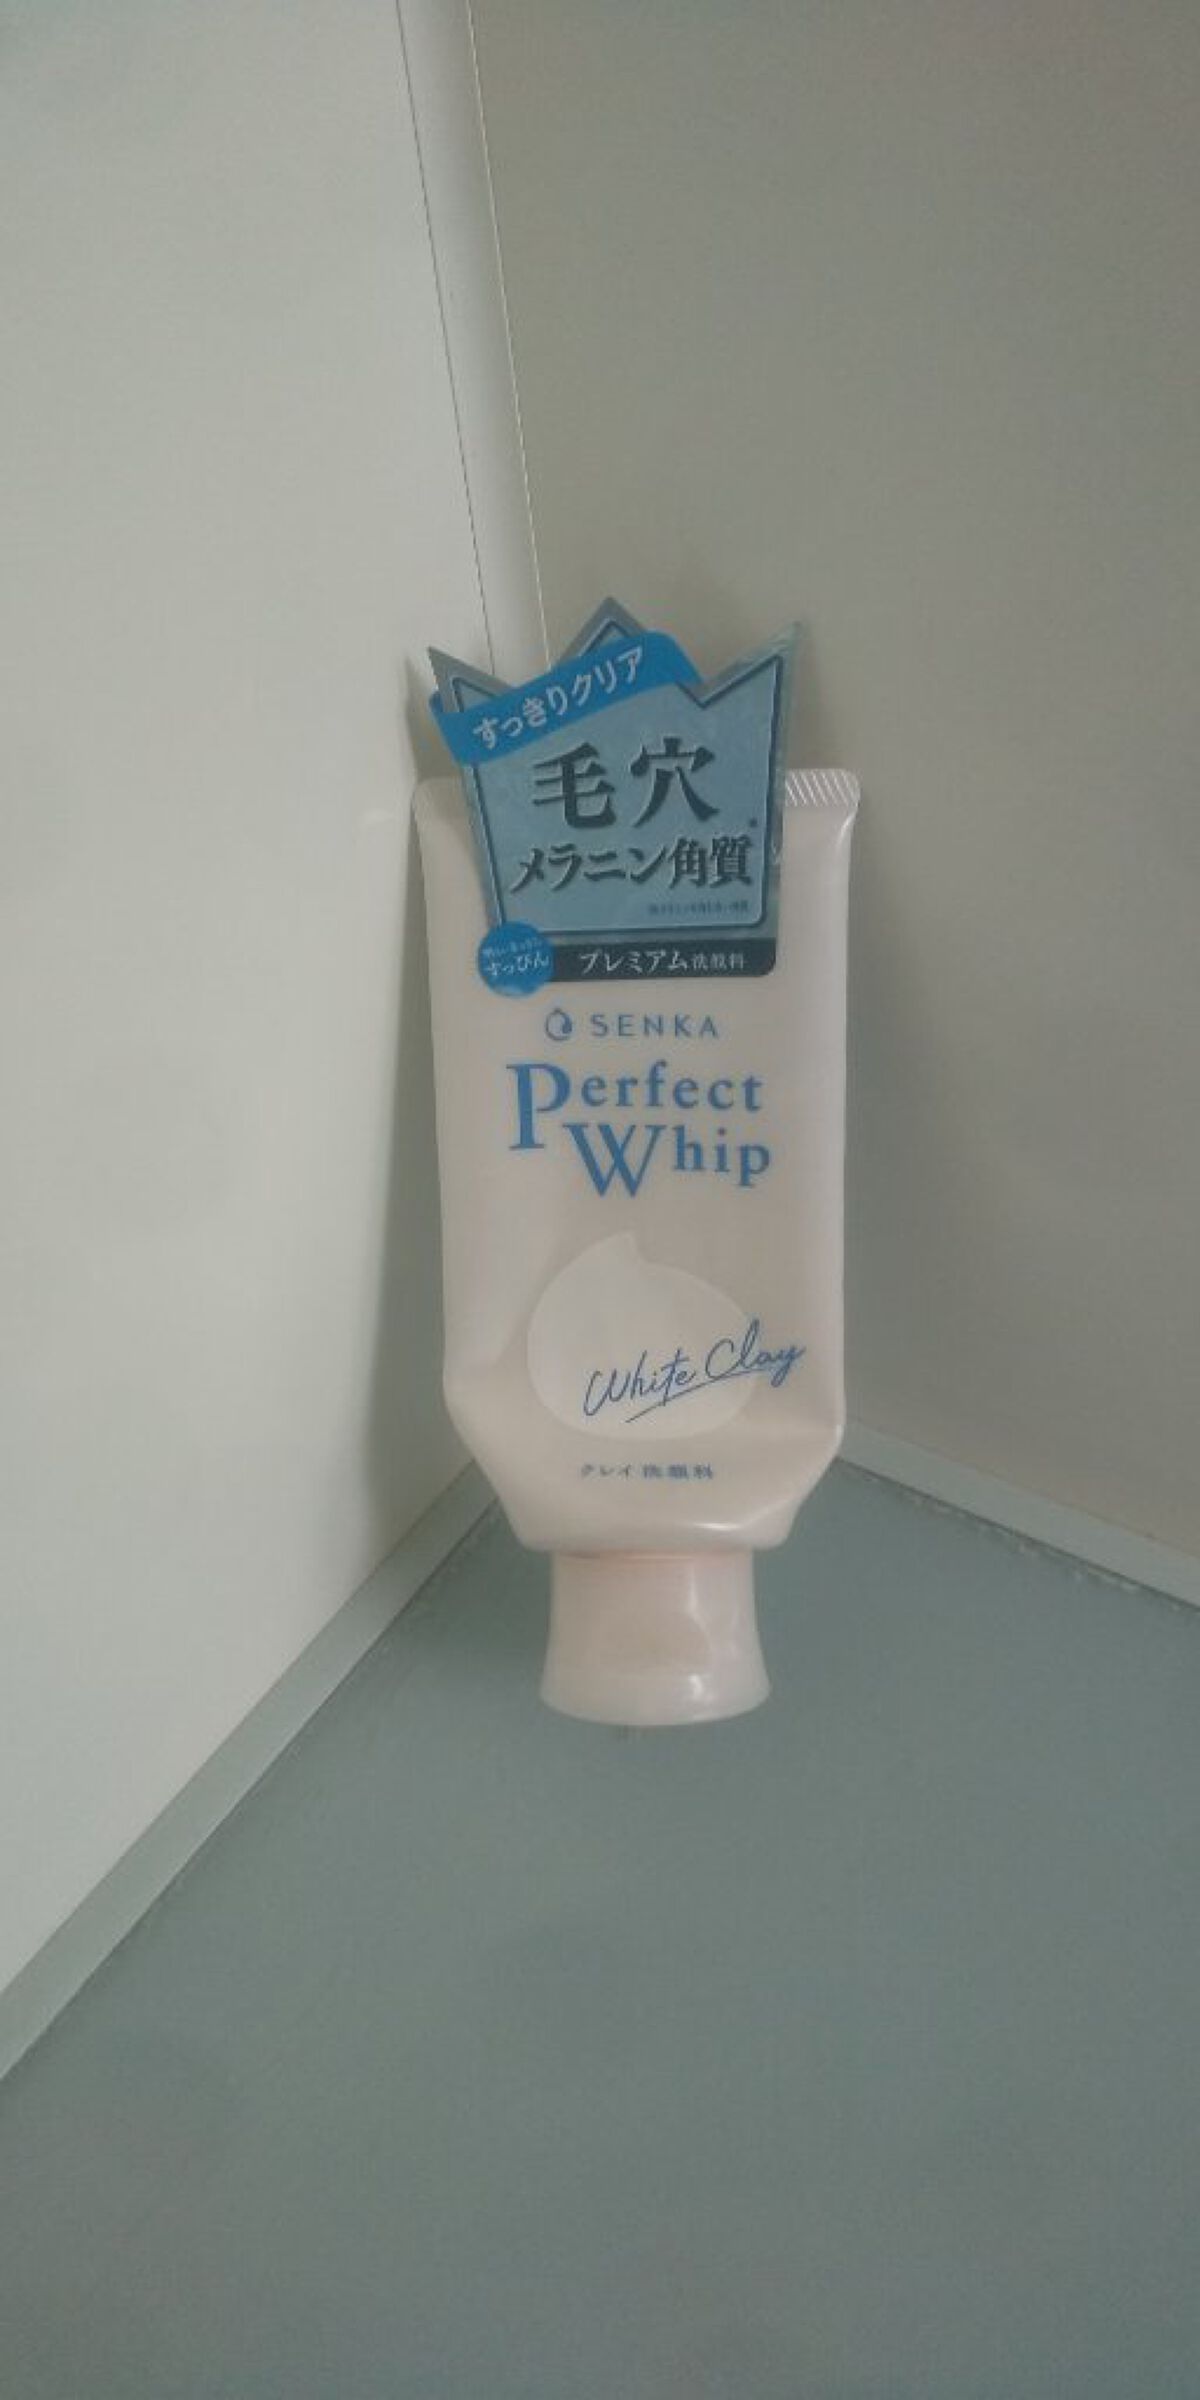 すっきりクリア
毛穴
メラニン角質*
すっぴん
プレミアム洗顔料
SENKA
Perfect
Whip
White Clay
クレイ洗顔料